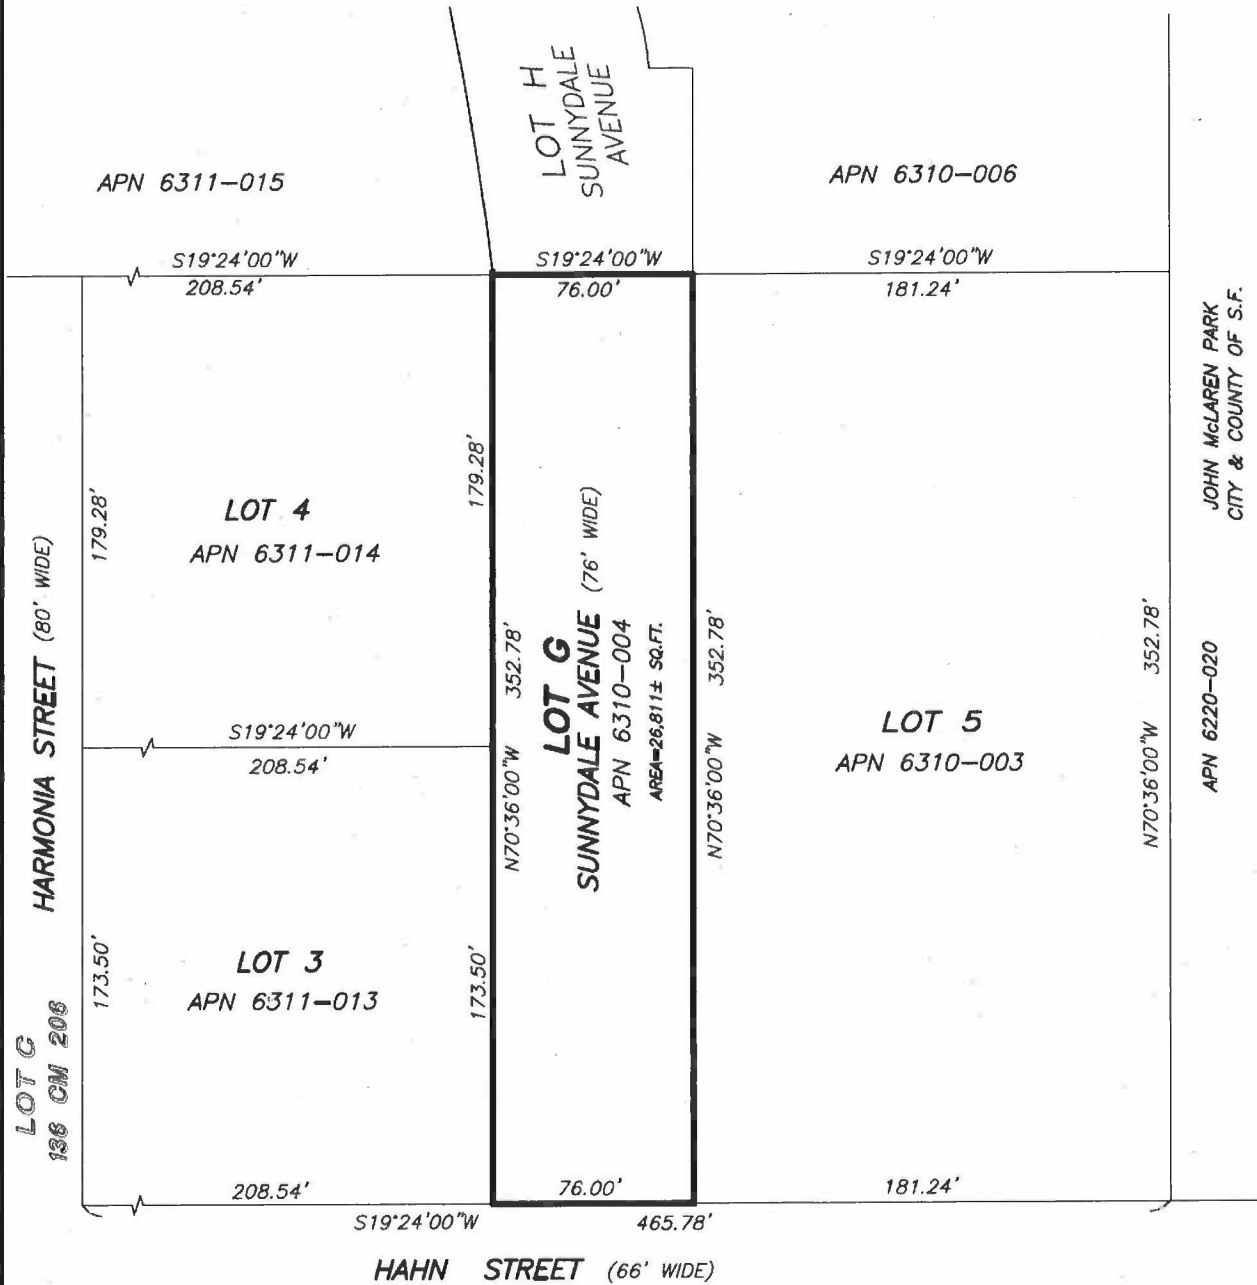 LOT H
SUNNYDALE
AVENUE
APN 6311-015
APN 6310-006
S19°24'00"W
208.54'
S19°24'00"W
76.00'
S19°24'00"W
181.24'
JOHN McLAREN PARK
CITY & COUNTY OF S.F.
APN 6220-020
HARMONIA STREET (80' WIDE)
LOT C
136 CM 206
179.28'
LOT 4
APN 6311-014
179.28'
S19°24'00"W
208.54'
173.50'
LOT 3
APN 6311-013
173.50'
N70°36'00"W 352.78'
LOT G
SUNNYDALE AVENUE (76' WIDE)
APN 6310-004
AREA=26,811± SQ.FT.
N70°36'00"W 352.78'
LOT 5
APN 6310-003
N70°36'00"W 352.78'
208.54'
76.00'
181.24'
S19°24'00"W 465.78'
HAHN STREET (66' WIDE)